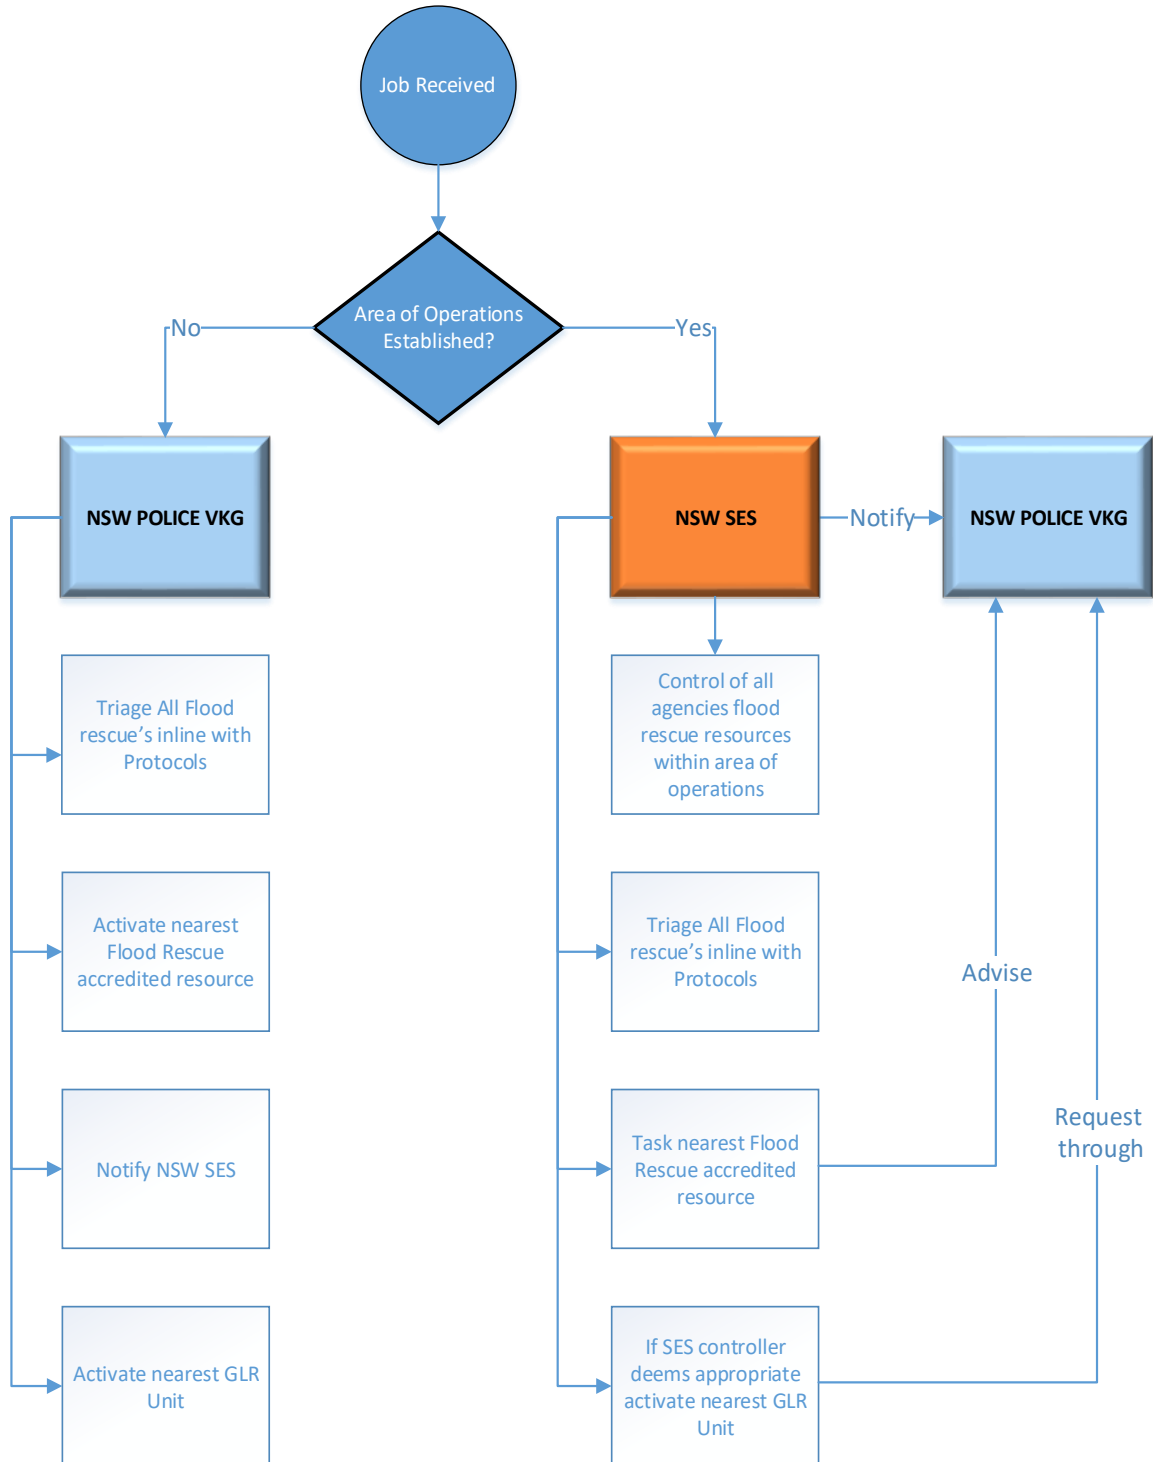 Job Received
Area of Operations
Established?
No
Yes
NSW POLICE VKG
NSW SES
Notify
NSW POLICE VKG
Triage All Flood
rescue’s inline with
Protocols
Activate nearest
Flood Rescue
accredited resource
Notify NSW SES
Activate nearest GLR
Unit
Control of all
agencies flood
rescue resources
within area of
operations
Triage All Flood
rescue’s inline with
Protocols
Task nearest Flood
Rescue accredited
resource
If SES controller
deems appropriate
activate nearest GLR
Unit
Advise
Request
through